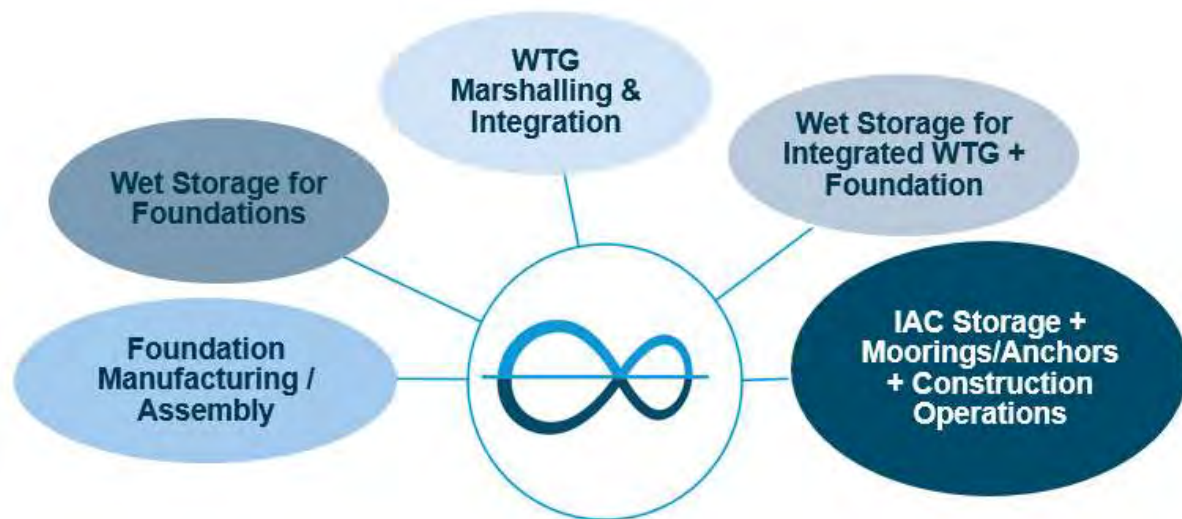 WTG
Marshalling &
Integration
Wet Storage for
Integrated WTG +
Foundation
Wet Storage for
Foundations
IAC Storage +
Moorings/Anchors
+ Construction
Operations
Foundation
Manufacturing /
Assembly